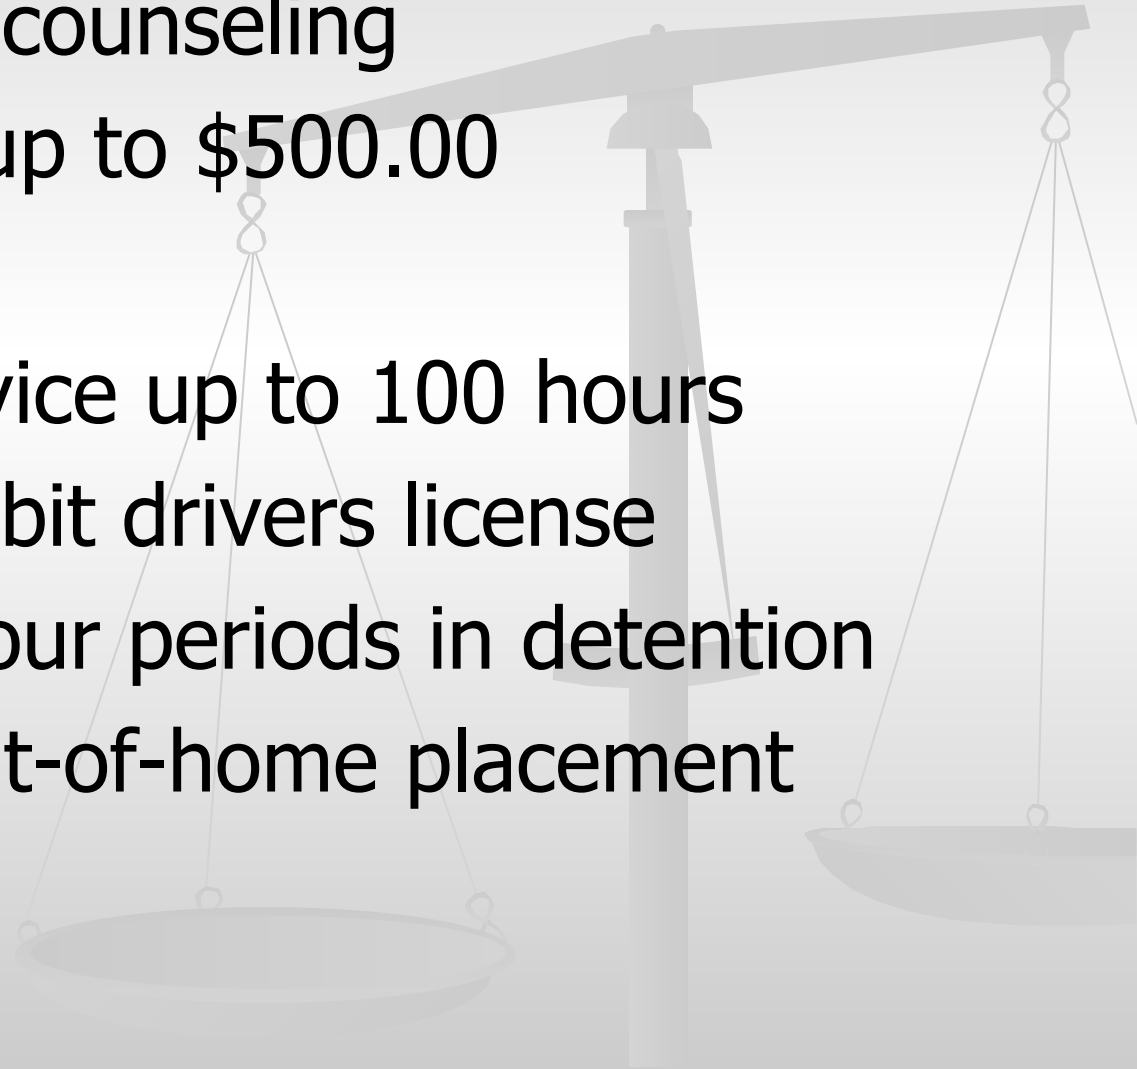 counseling
up to $500.00
vice up to 100 hours
bit drivers license
our periods in detention
t-of-home placement